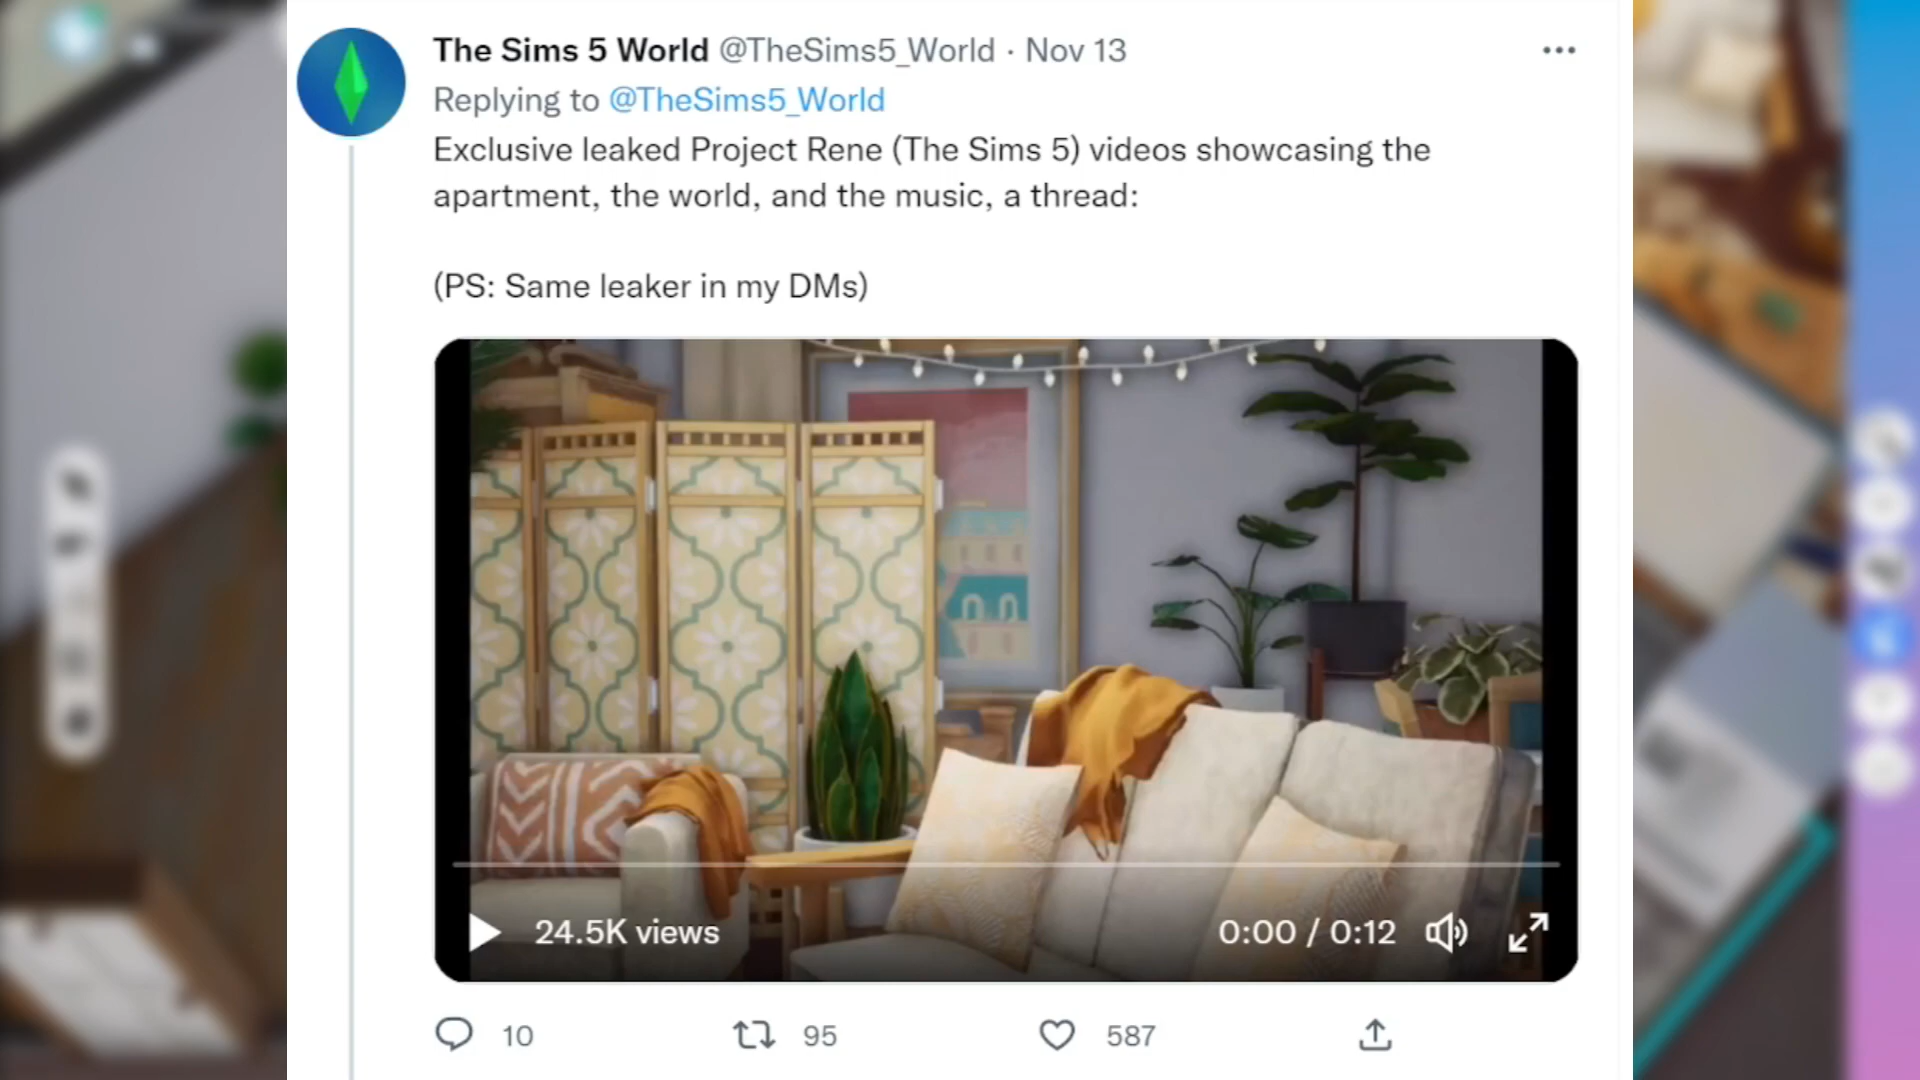 The Sims 5 World @TheSims5_World · Nov 13
Replying to @TheSims5_World
Exclusive leaked Project Rene (The Sims 5) videos showcasing the
apartment, the world, and the music, a thread:
(PS: Same leaker in my DMs)
24.5K views 0:00 / 0:12
10 95 587